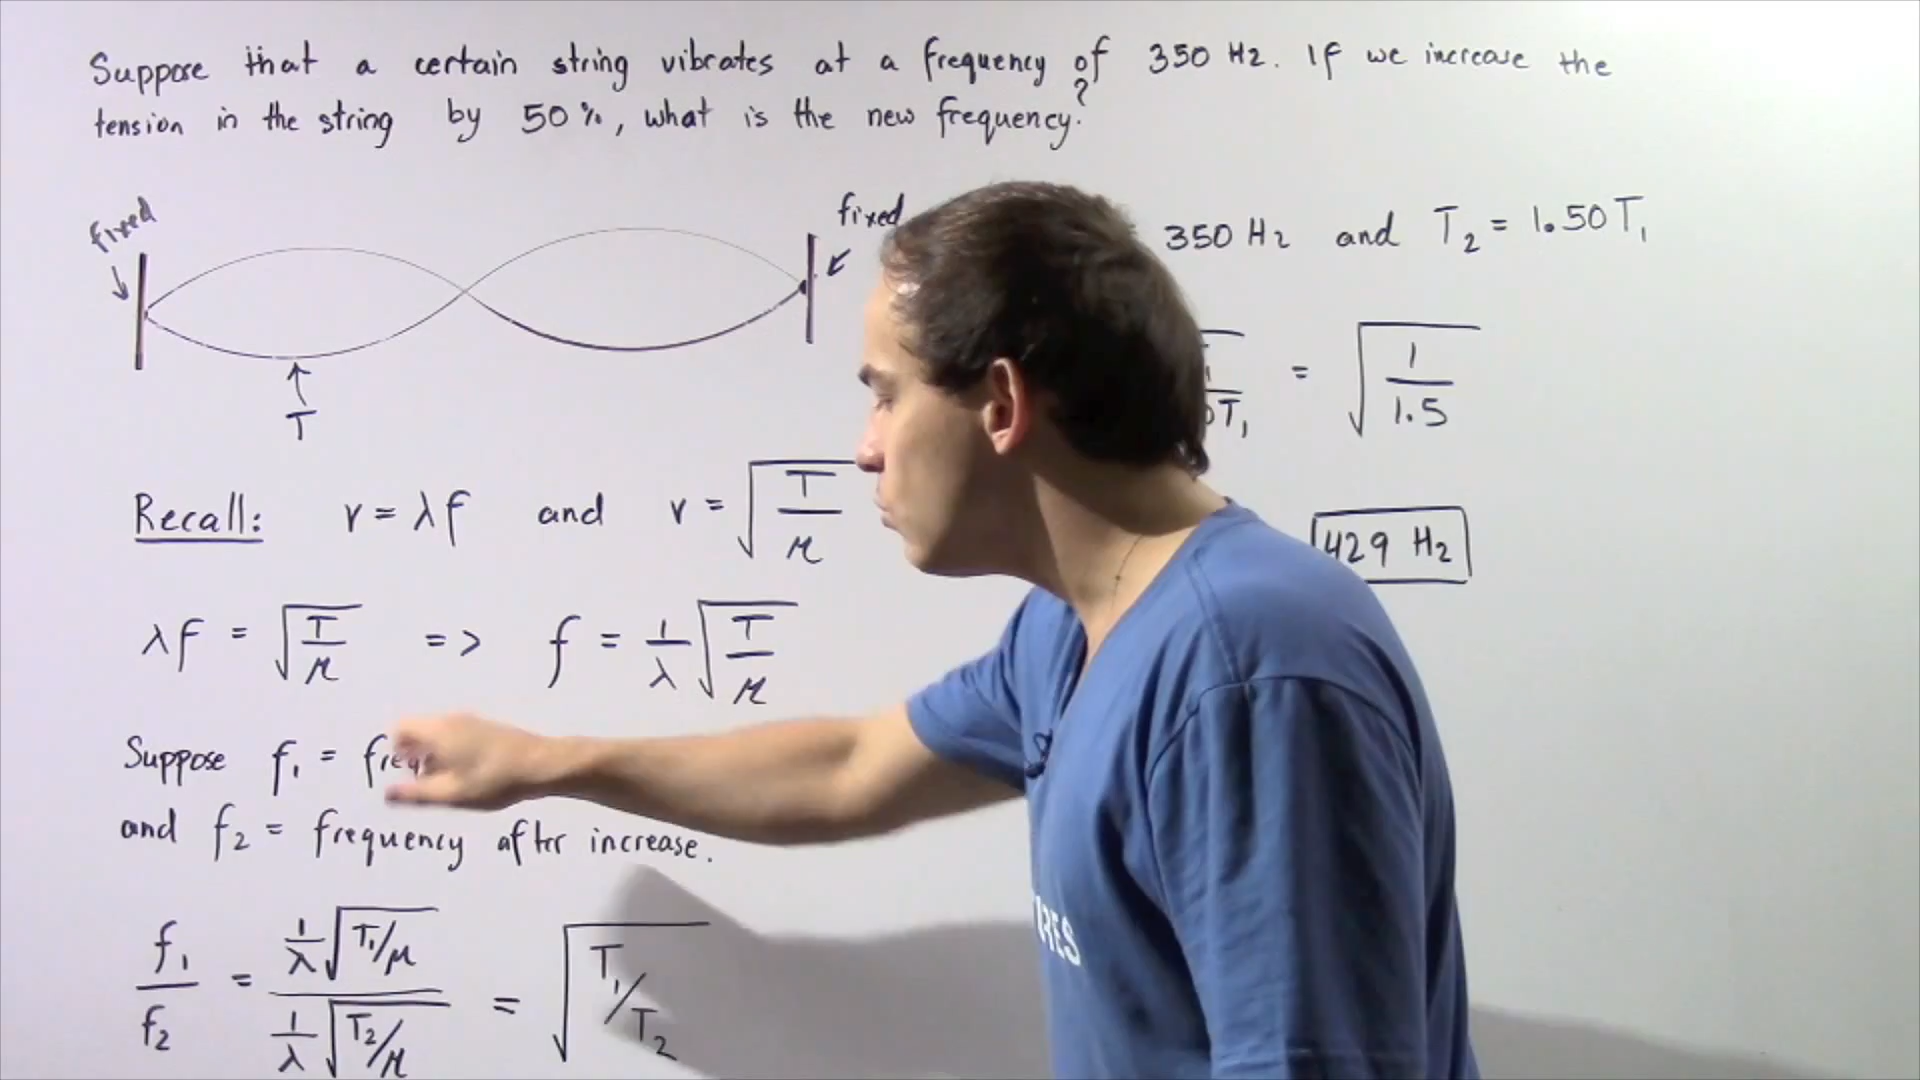 Suppose that a certain string vibrates at a frequency of 350 Hz. If we increase the
tension in the string by 50%, what is the new frequency?
fixed
fixed
T
350 Hz and T₂ = 1.50T₁
T₁ = √(1/1.5)
Recall: v = λf and v = √(T/μ)
429 Hz
λf = √(T/μ) => f = 1/λ √(T/μ)
Suppose f₁ =
and f₂ = frequency after increase.
f₁/f₂ = (1/λ √(T₁/μ))/(1/λ √(T₂/μ)) = √(T₁/T₂)